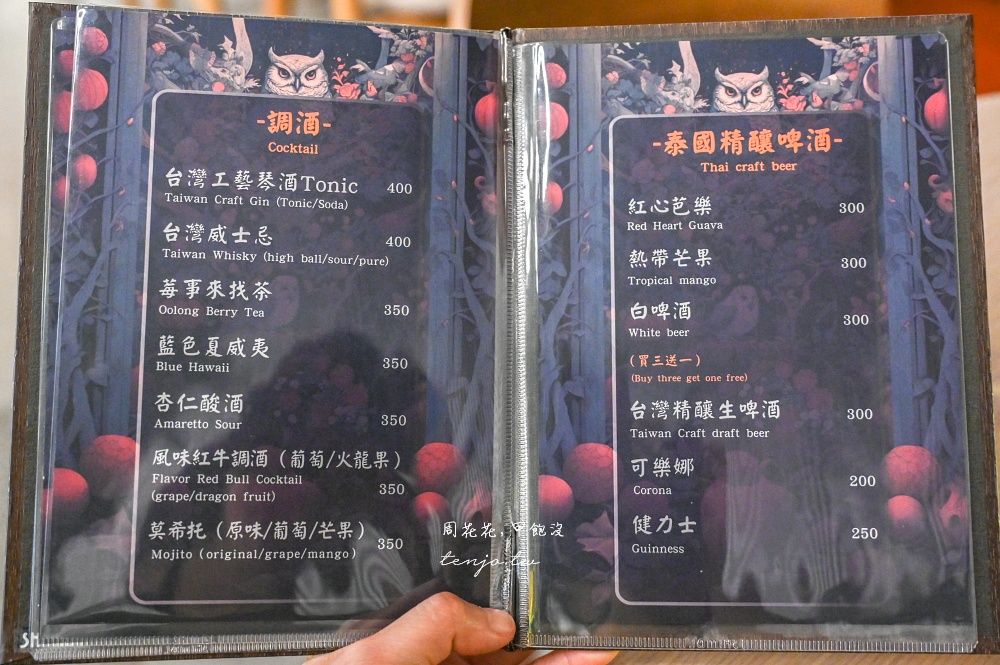 -調酒-
Cocktail
台灣工藝琴酒Tonic 400
Taiwan Craft Gin (Tonic/Soda)
台灣威士忌 400
Taiwan Whisky (high ball/sour/pure)
莓事來找茶
Oolong Berry Tea 350
藍色夏威夷
Blue Hawaii 350
杏仁酸酒
Amaretto Sour 350
風味紅牛調酒（葡萄/火龍果）
Flavor Red Bull Cocktail
(grape/dragon fruit) 350
莫希托（原味/葡萄/芒果） 350
Mojito (original/grape/mango)
-泰國精釀啤酒-
Thai craft beer
紅心芭樂 300
Red Heart Guava
熱帶芒果 300
Tropical mango
白啤酒 300
White beer
(買三送一)
(Buy three get one free)
台灣精釀生啤酒 300
Taiwan Craft draft beer
可樂娜 200
Corona
健力士 250
Guinness
周花花，甲飽沒
tenjo.tw